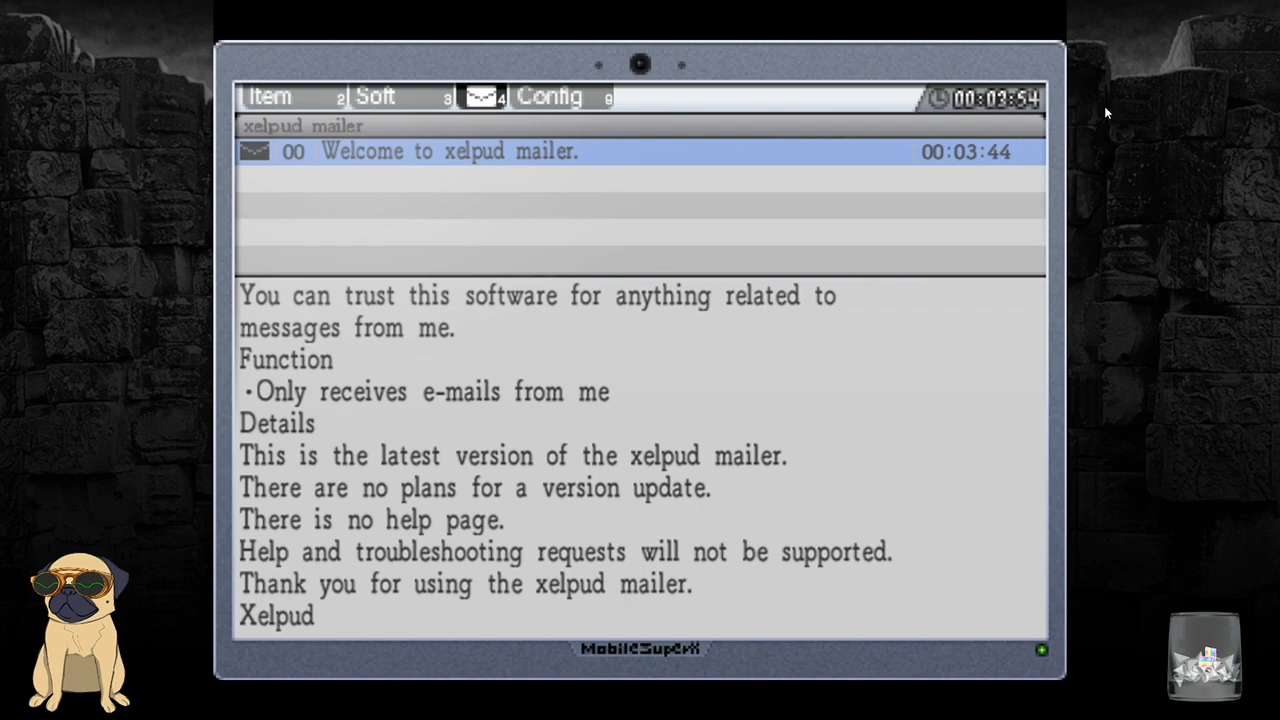 Item 2 Soft 3 4 Config 9 00:03:54
xelpud mailer
00 Welcome to xelpud mailer. 00:03:44
You can trust this software for anything related to
messages from me.
Function
・Only receives e-mails from me
Details
This is the latest version of the xelpud mailer.
There are no plans for a version update.
There is no help page.
Help and troubleshooting requests will not be supported.
Thank you for using the xelpud mailer.
Xelpud
MobileSuperX